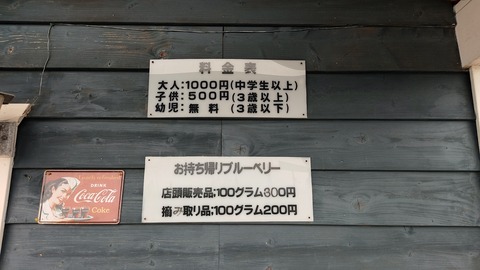 料金表
大人:1000円(中学生以上)
子供:500円(3歳以上)
幼児:無料(3歳以下)
お持ち帰りブルーベリー
店頭販売品;100グラム300円
摘み取り品;100グラム200円
DRINK
Coca-Cola
Coke